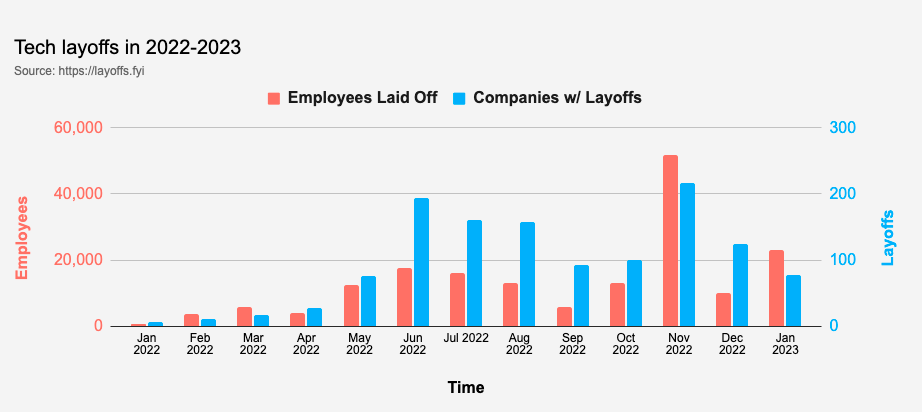 Tech layoffs in 2022-2023
Source: https://layoffs.fyi
Employees Laid Off Companies w/ Layoffs
60,000 300
40,000 200
20,000 100
0 0
Employees
Layoffs
Jan Feb Mar Apr May Jun Jul 2022 Aug Sep Oct Nov Dec Jan
2022 2022 2022 2022 2022 2022 2022 2022 2022 2022 2022 2023
Time